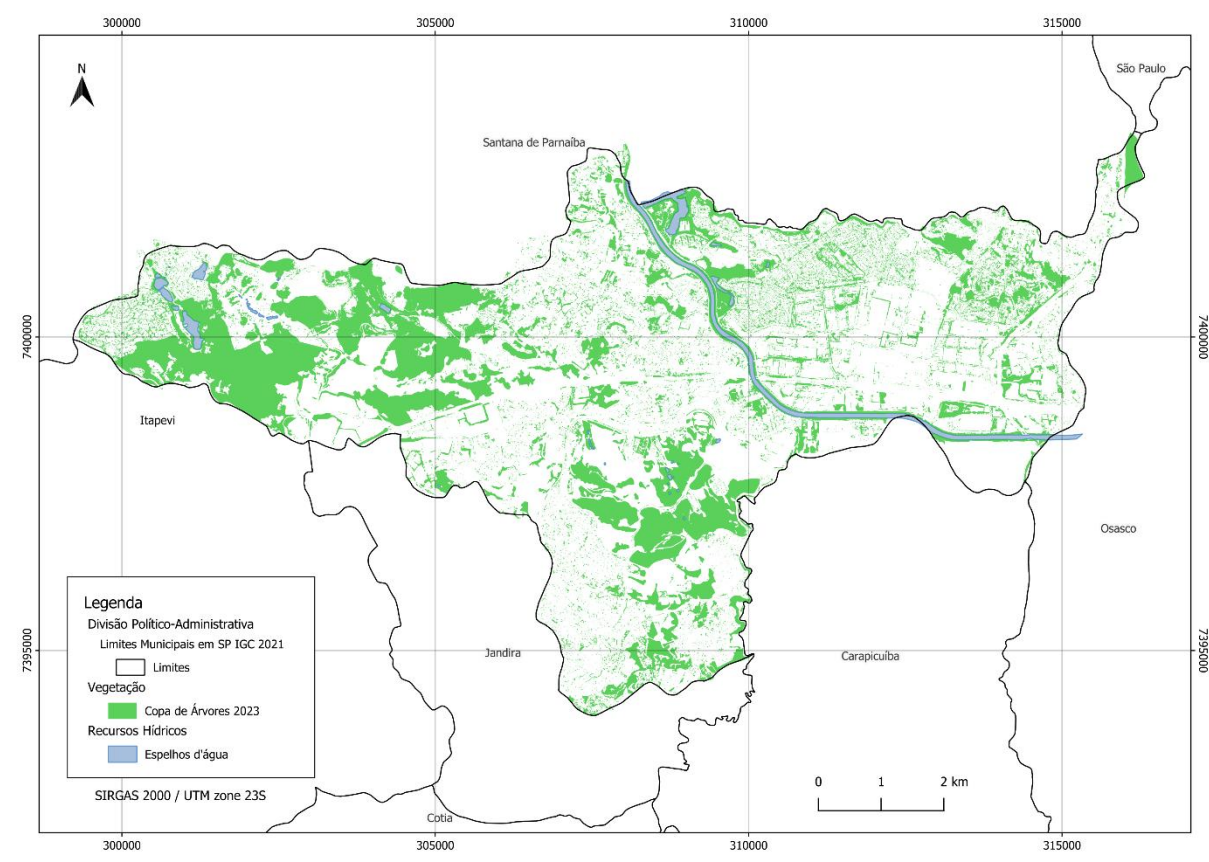 300000
305000
310000
315000
São Paulo
N
Santana de Parnaíba
7400000
7400000
Itapevi
Osasco
Legenda
Divisão Político-Administrativa
Limites Municipais em SP IGC 2021
Limites
Vegetação
Copa de Árvores 2023
Recursos Hídricos
Espelhos d'água
7395000
Jandira
Carapicuíba
7395000
0 1 2 km
SIRGAS 2000 / UTM zone 23S
Cotia
300000
305000
310000
315000